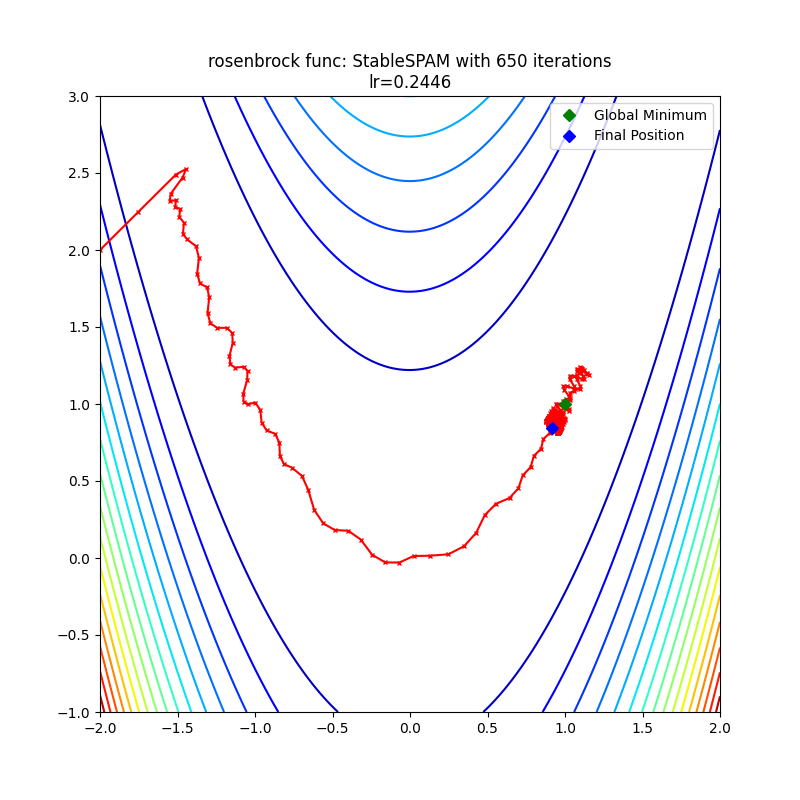 rosenbrock func: StableSPAM with 650 iterations
lr=0.2446
Global Minimum
Final Position
3.0
2.5
2.0
1.5
1.0
0.5
0.0
−0.5
−1.0
−2.0 −1.5 −1.0 −0.5 0.0 0.5 1.0 1.5 2.0